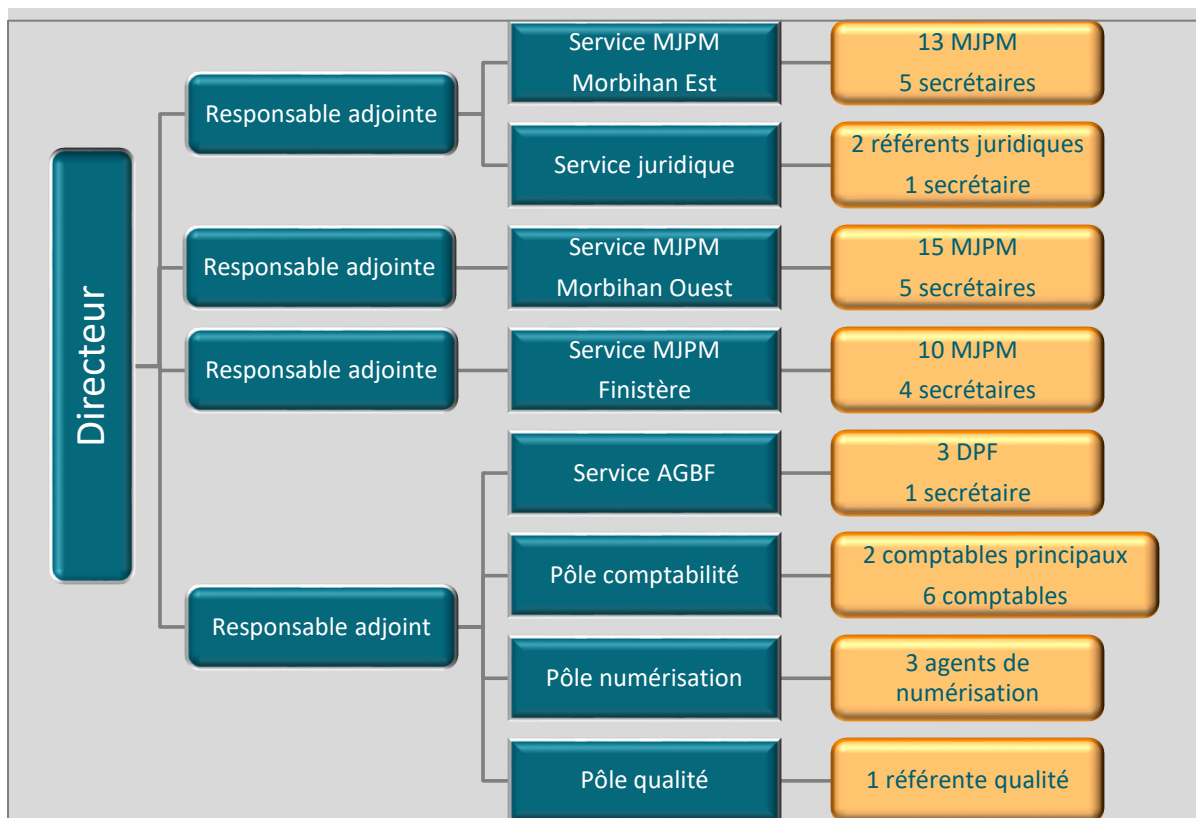 Directeur
Responsable adjointe
Service MJPM
Morbihan Est
13 MJPM
5 secrétaires
Service juridique
2 référents juridiques
1 secrétaire
Responsable adjointe
Service MJPM
Morbihan Ouest
15 MJPM
5 secrétaires
Responsable adjointe
Service MJPM
Finistère
10 MJPM
4 secrétaires
Responsable adjoint
Service AGBF
3 DPF
1 secrétaire
Pôle comptabilité
2 comptables principaux
6 comptables
Pôle numérisation
3 agents de
numérisation
Pôle qualité
1 référente qualité